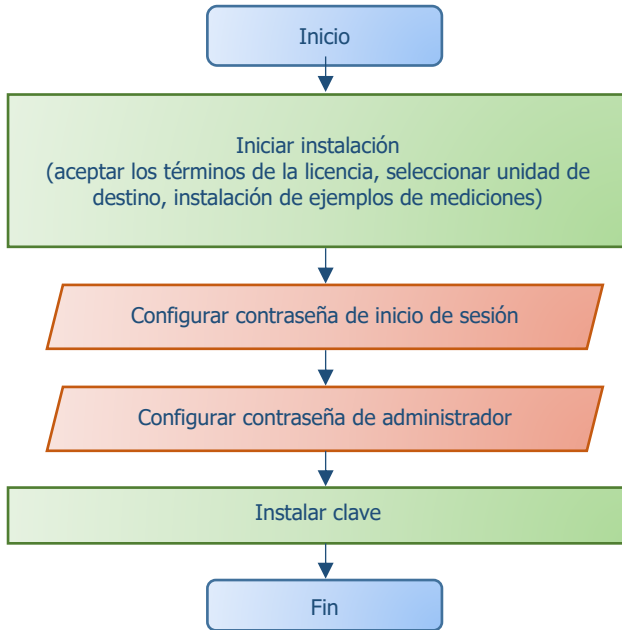 Inicio
Iniciar instalación
(aceptar los términos de la licencia, seleccionar unidad de
destino, instalación de ejemplos de mediciones)
Configurar contraseña de inicio de sesión
Configurar contraseña de administrador
Instalar clave
Fin